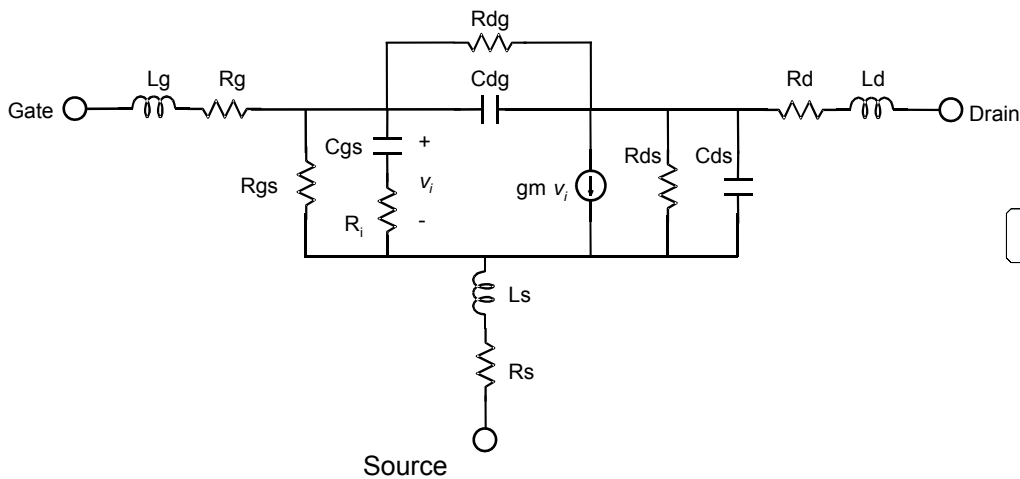 Rdg
Lg
Rg
Cdg
Rd
Ld
Gate
Drain
Cgs
+
Rds
Cds
Rgs
vi
gm vi
Ri
-
Ls
Rs
Source